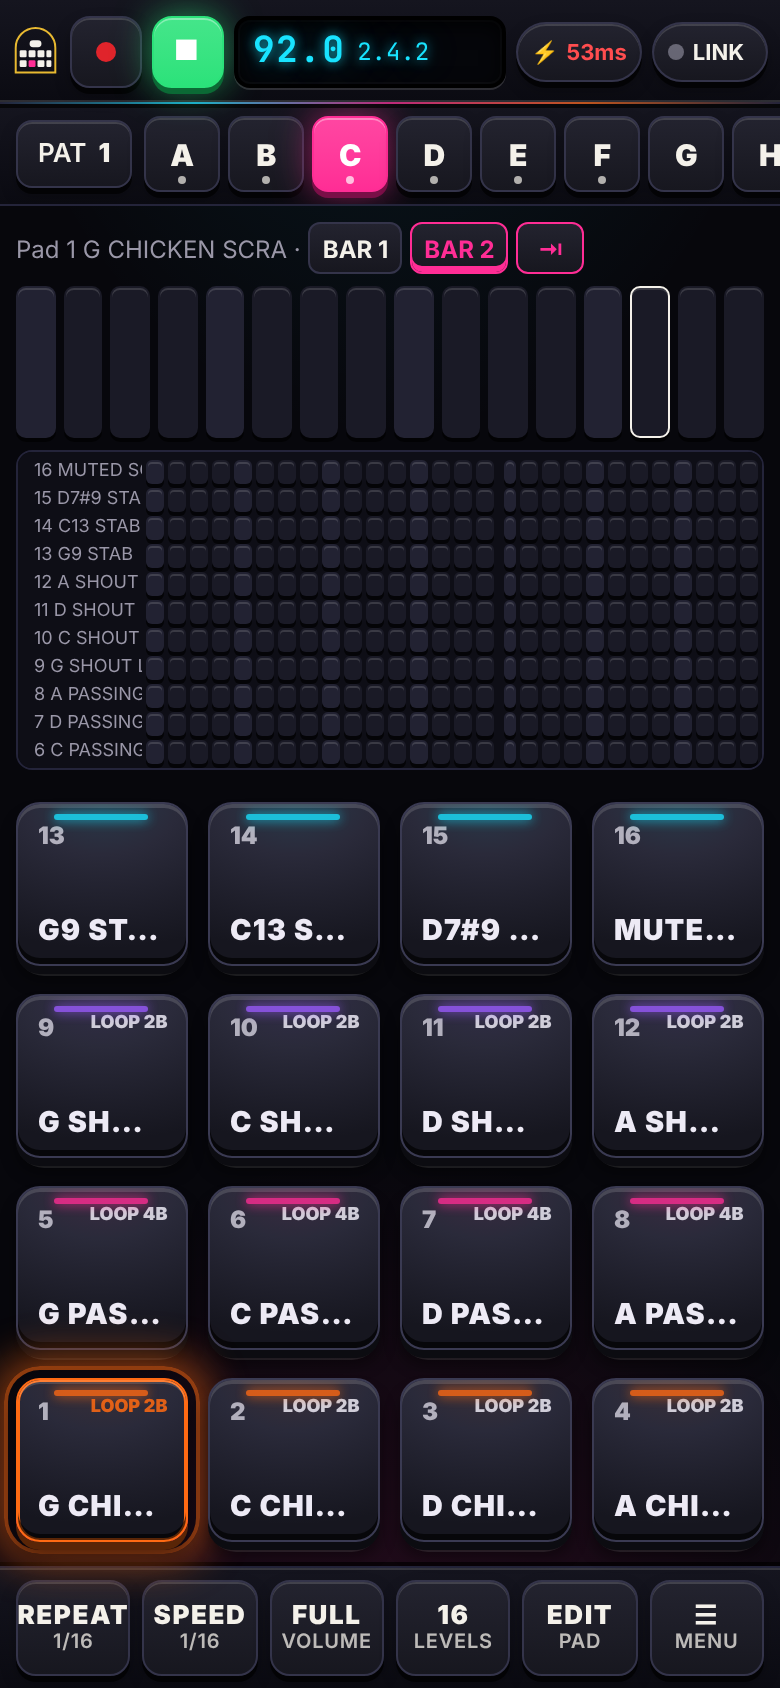 92.0 2.4.2
⚡ 53ms
LINK
PAT 1
A B C D E F G H
Pad 1 G CHICKEN SCRA · BAR 1 BAR 2 ⇥
16 MUTED S
15 D7#9 STA
14 C13 STAB
13 G9 STAB
12 A SHOUT
11 D SHOUT
10 C SHOUT
9 G SHOUT
8 A PASSING
7 D PASSING
6 C PASSING
13 14 15 16
G9 ST... C13 S... D7#9 ... MUTE...
9 LOOP 2B 10 LOOP 2B 11 LOOP 2B 12 LOOP 2B
G SH... C SH... D SH... A SH...
5 LOOP 4B 6 LOOP 4B 7 LOOP 4B 8 LOOP 4B
G PAS... C PAS... D PAS... A PAS...
1 LOOP 2B 2 LOOP 2B 3 LOOP 2B 4 LOOP 2B
G CHI... C CHI... D CHI... A CHI...
REPEAT SPEED FULL 16 EDIT ☰
1/16 1/16 VOLUME LEVELS PAD MENU